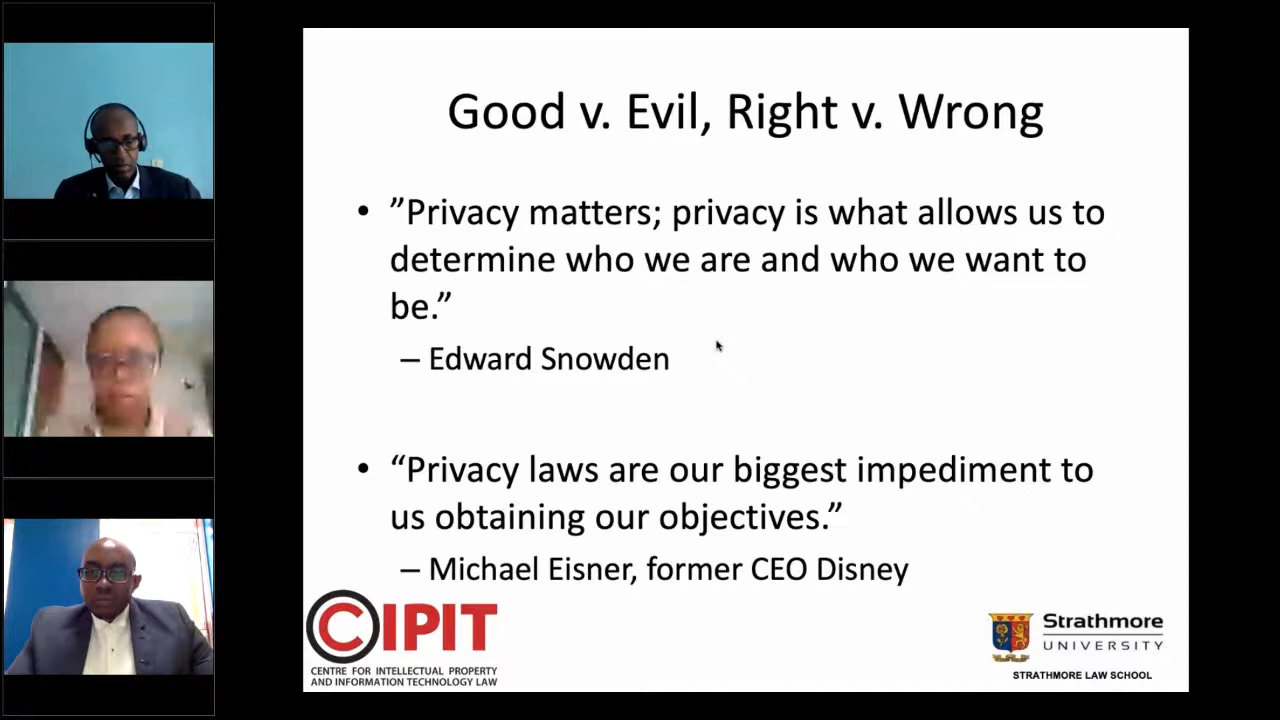 Good v. Evil, Right v. Wrong
• ”Privacy matters; privacy is what allows us to
determine who we are and who we want to
be.”
– Edward Snowden
• “Privacy laws are our biggest impediment to
us obtaining our objectives.”
– Michael Eisner, former CEO Disney
CIPIT
CENTRE FOR INTELLECTUAL PROPERTY
AND INFORMATION TECHNOLOGY LAW
Strathmore
UNIVERSITY
STRATHMORE LAW SCHOOL